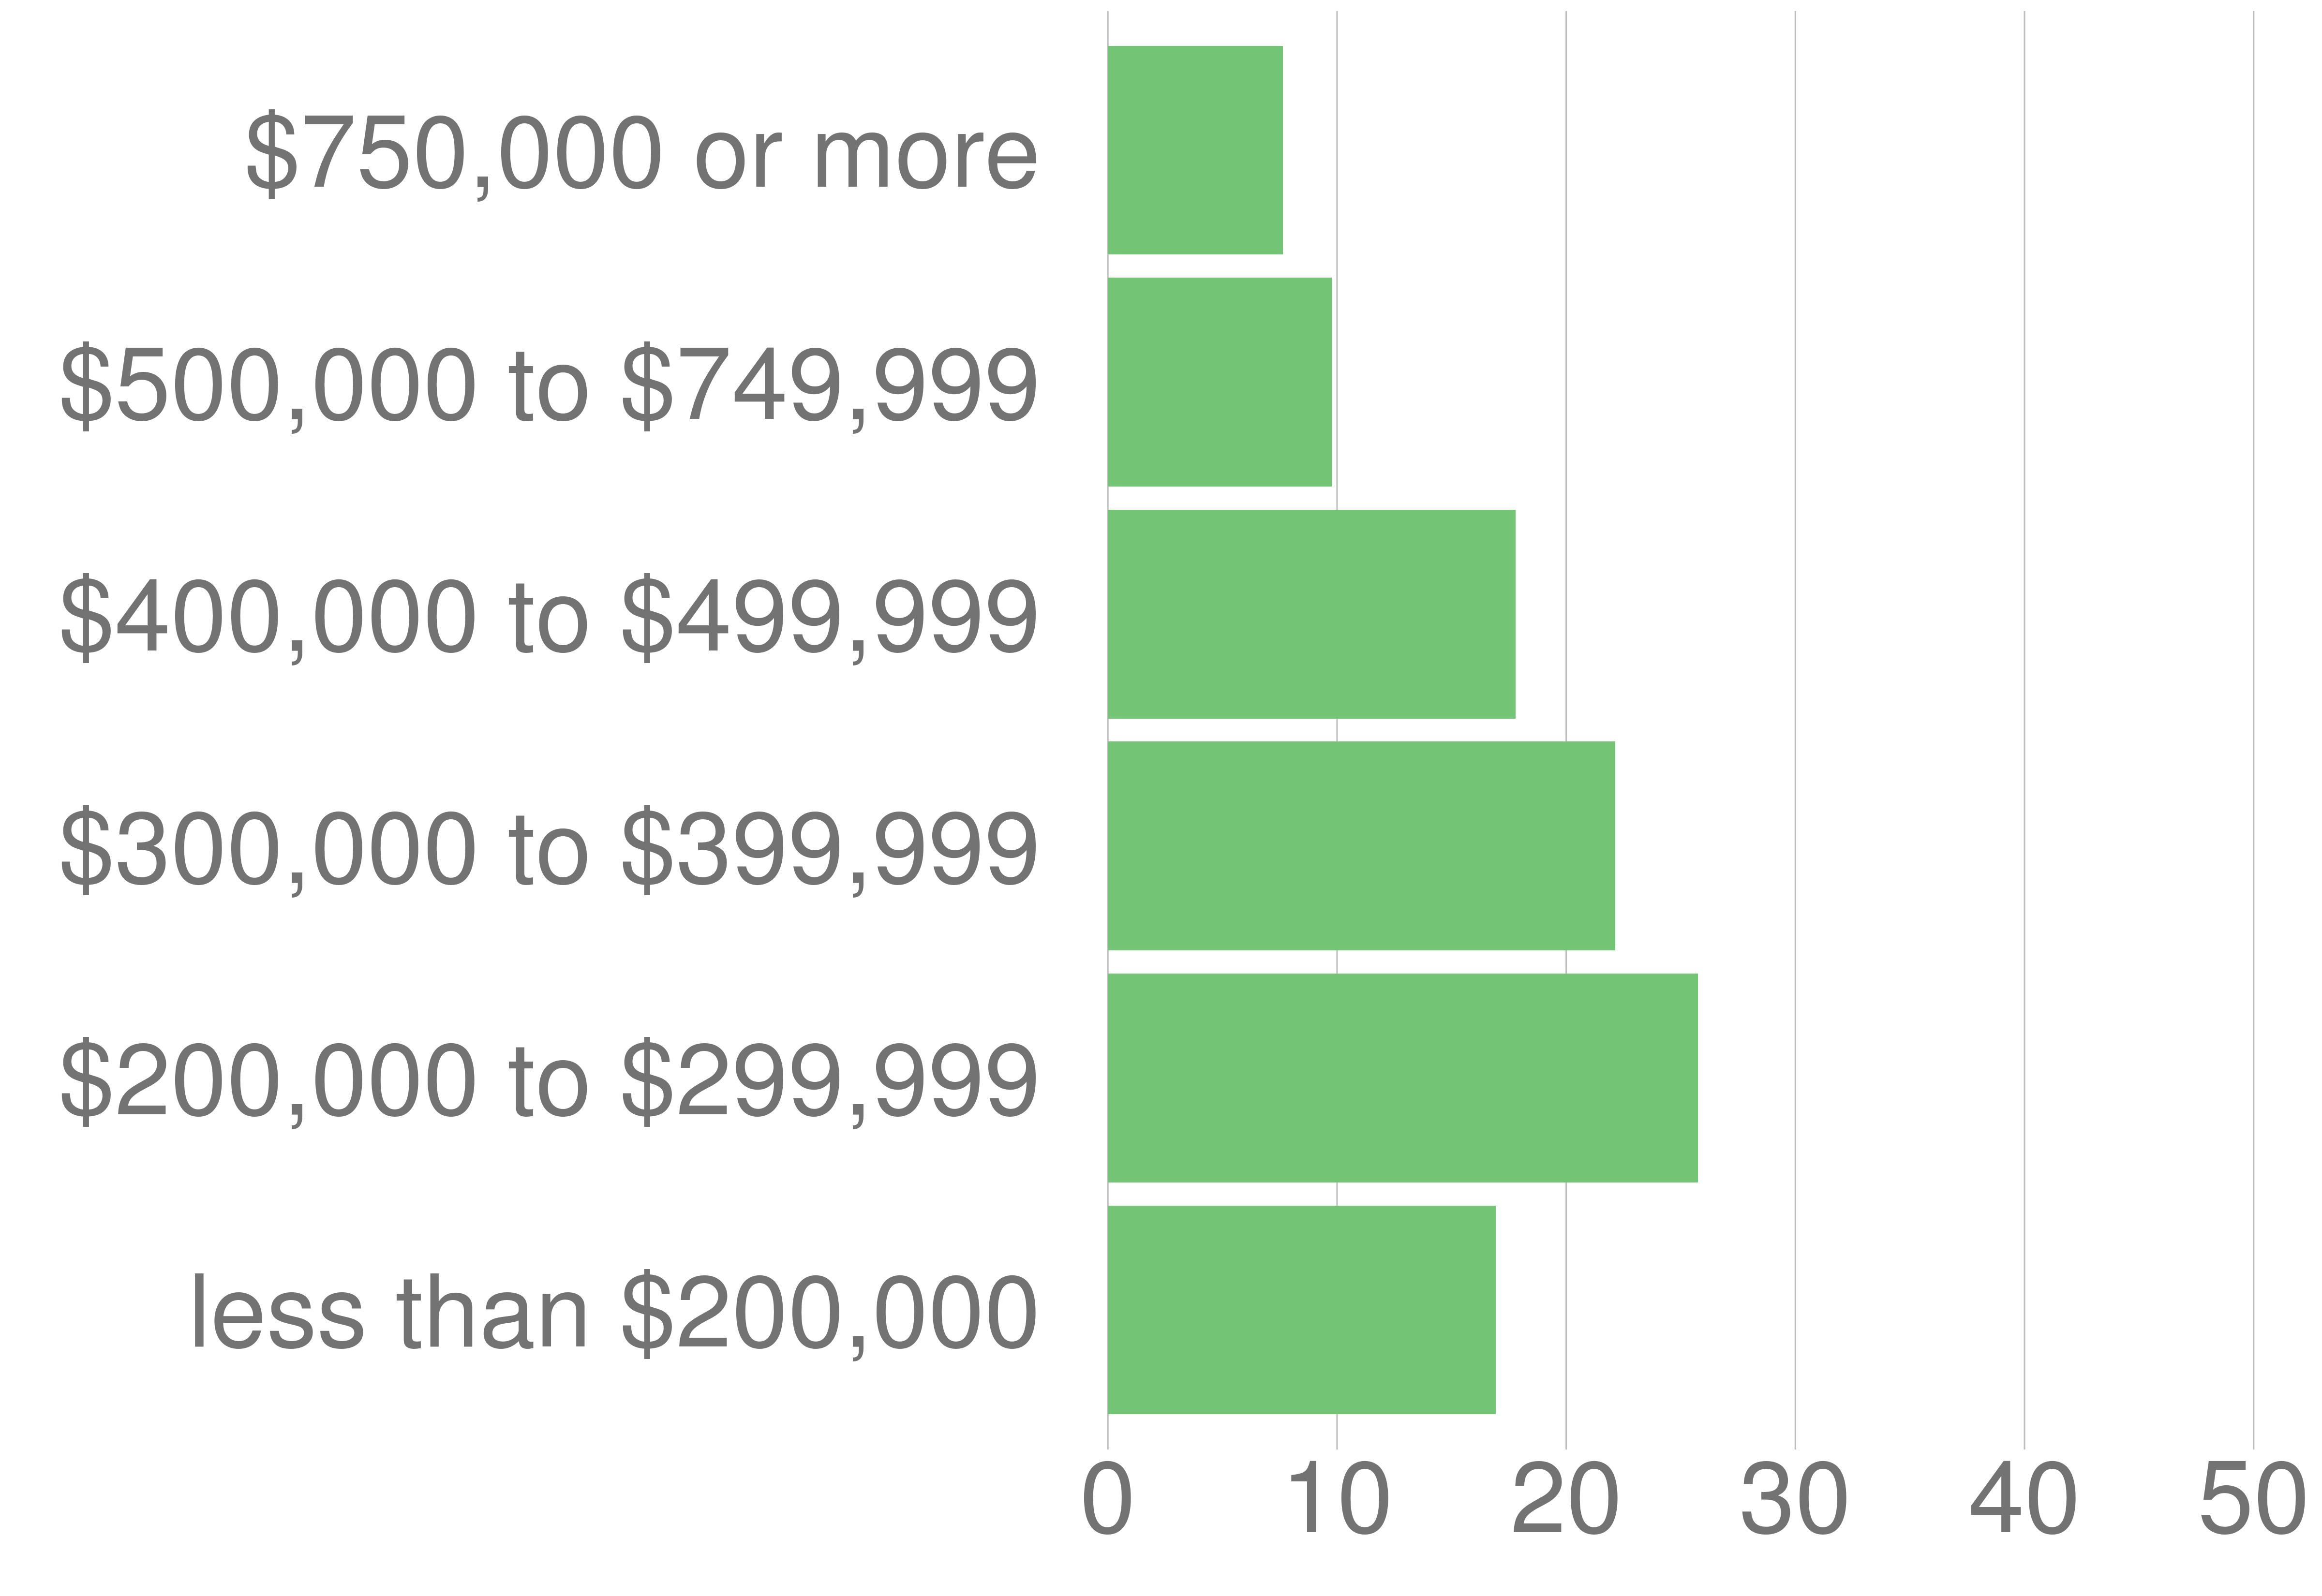 $750,000 or more
$500,000 to $749,999
$400,000 to $499,999
$300,000 to $399,999
$200,000 to $299,999
less than $200,000
0 10 20 30 40 50